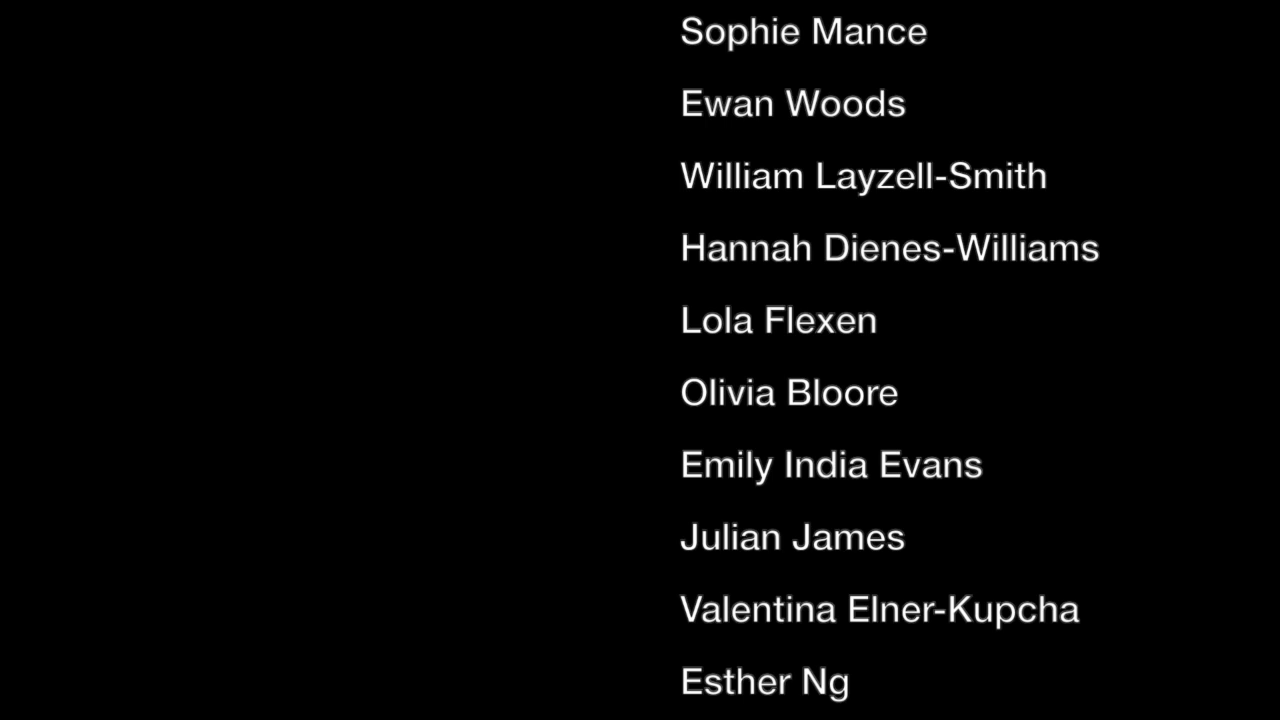 Sophie Mance
Ewan Woods
William Layzell-Smith
Hannah Dienes-Williams
Lola Flexen
Olivia Bloore
Emily India Evans
Julian James
Valentina Elner-Kupcha
Esther Ng